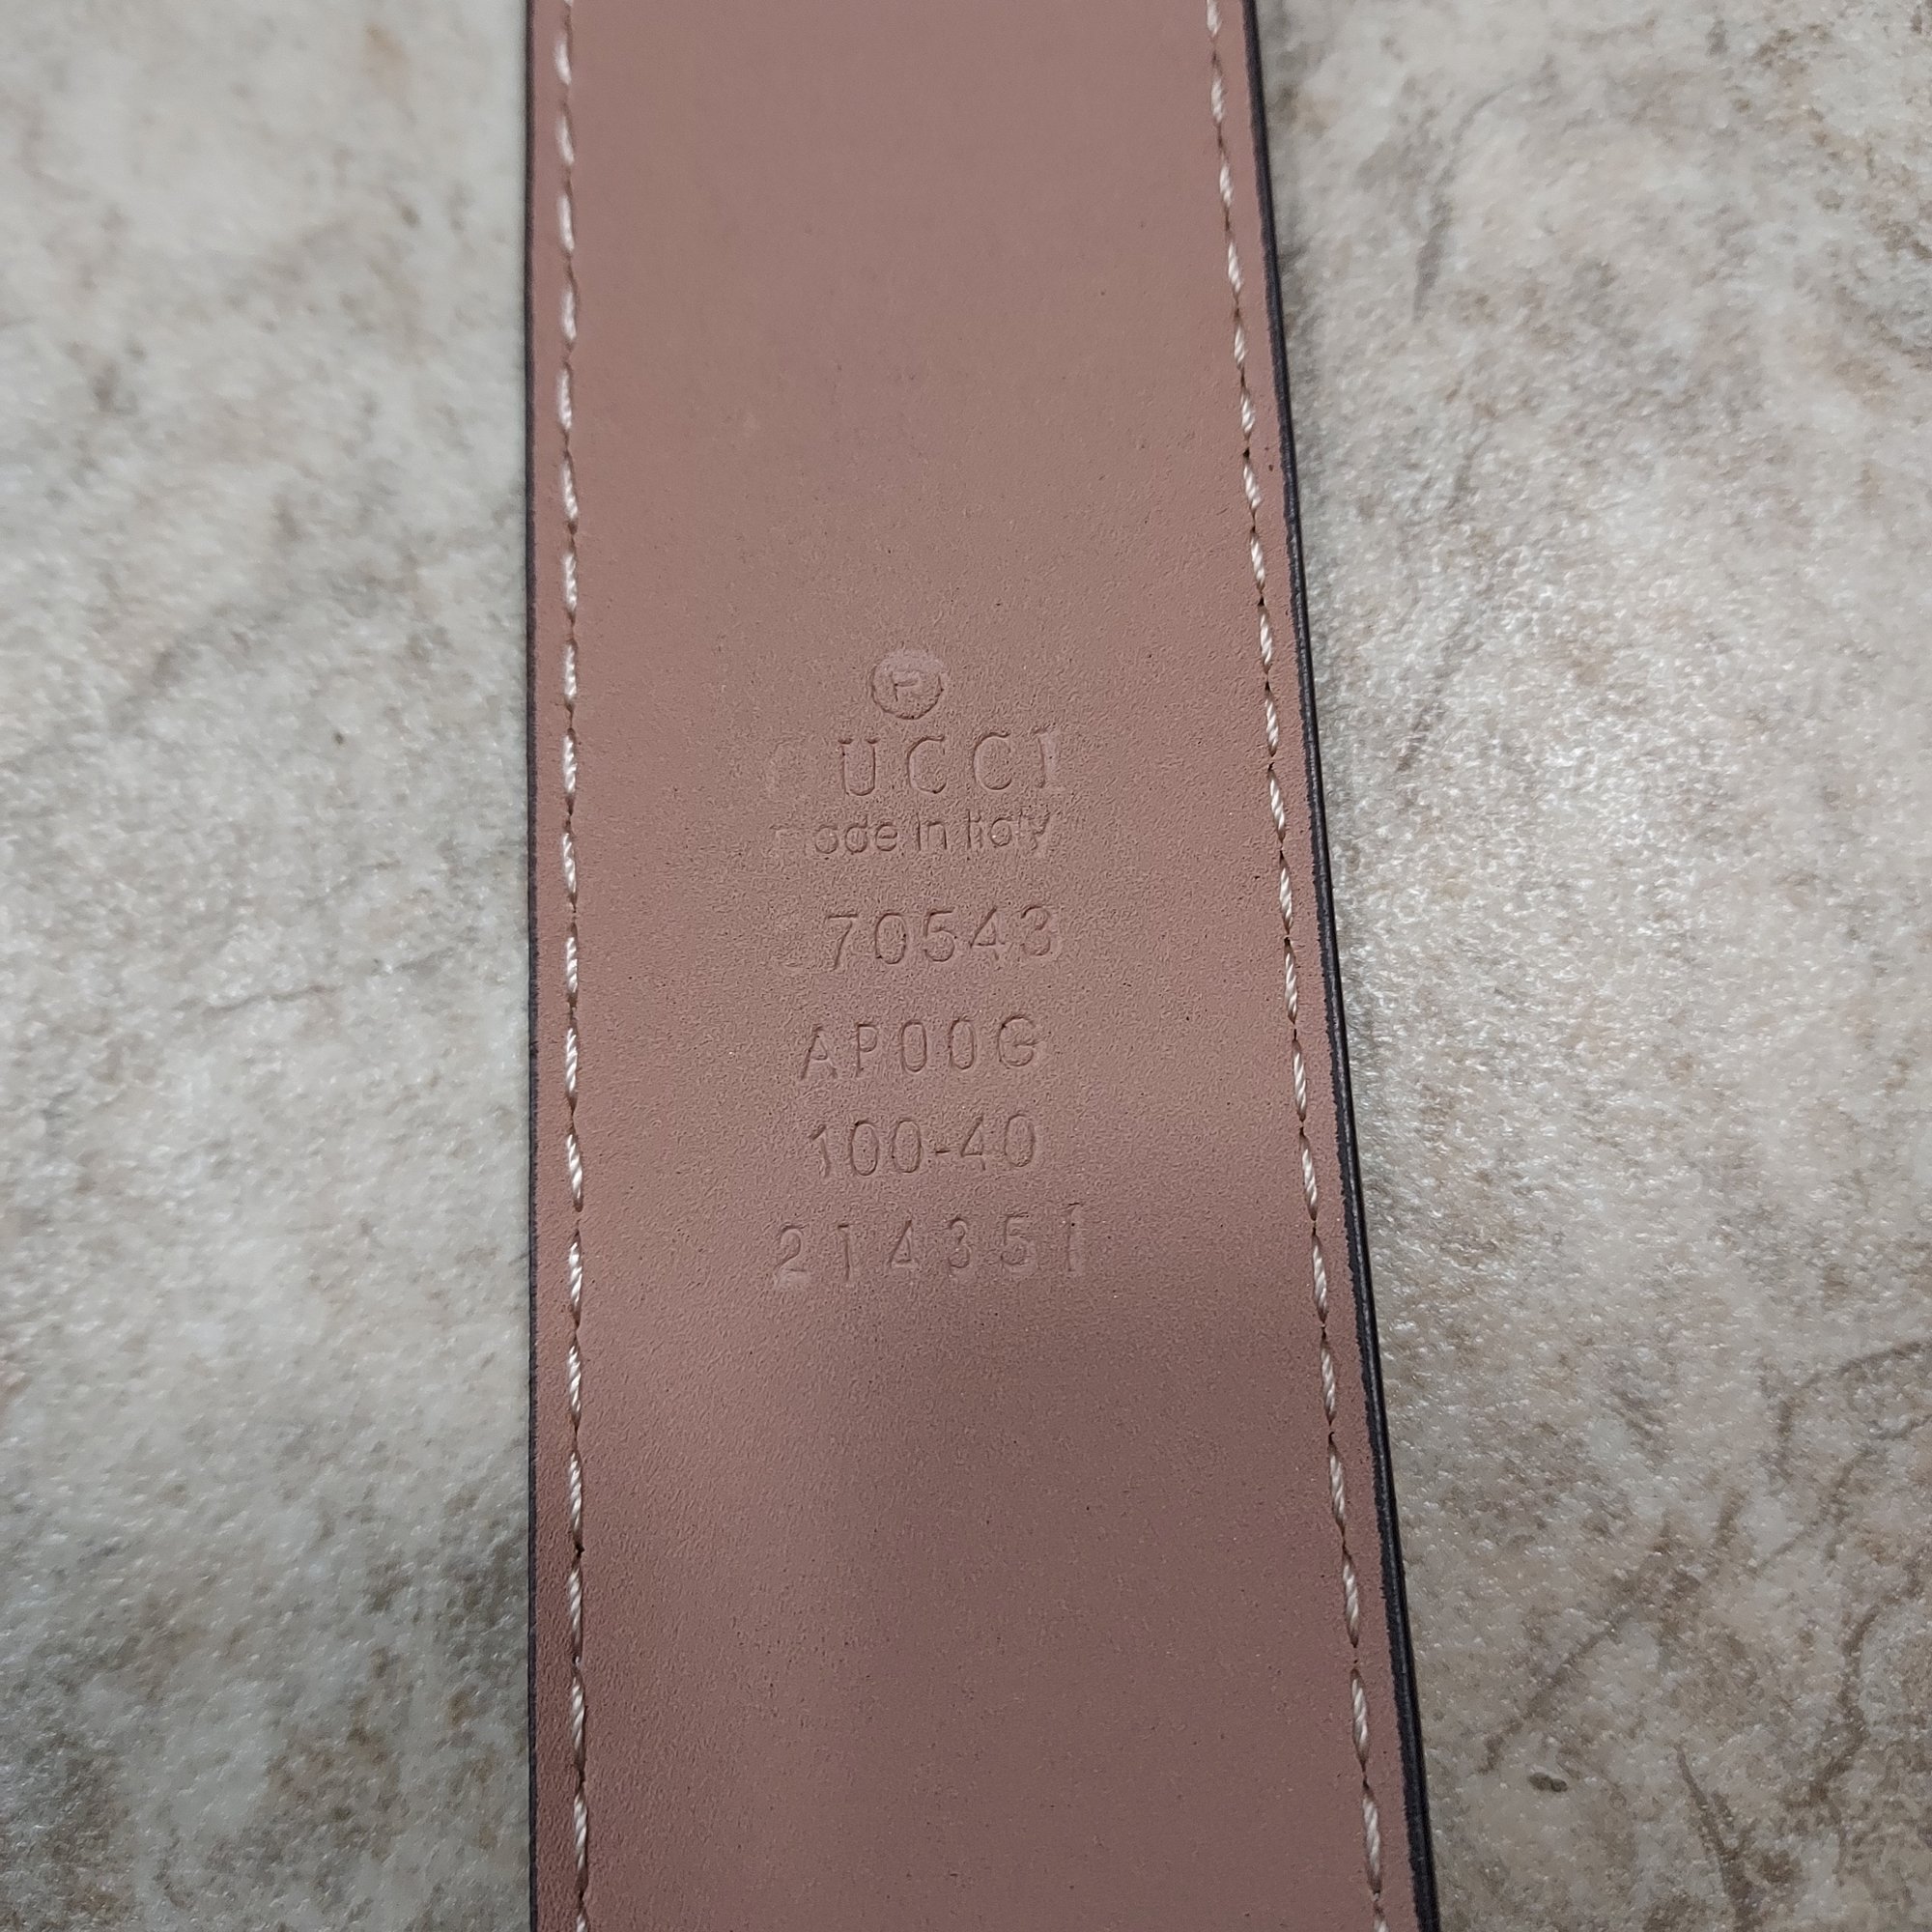 P
GUCCI
made in Italy
70543
AP00G
100-40
214351